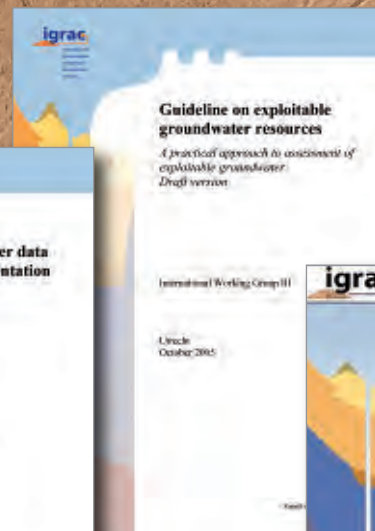 igrac
Guideline on exploitable
groundwater resources
A practical approach to assessment of
exploitable groundwater
Draft version
er data
ntation
International Working Group III
igra
Utrecht
October 2005